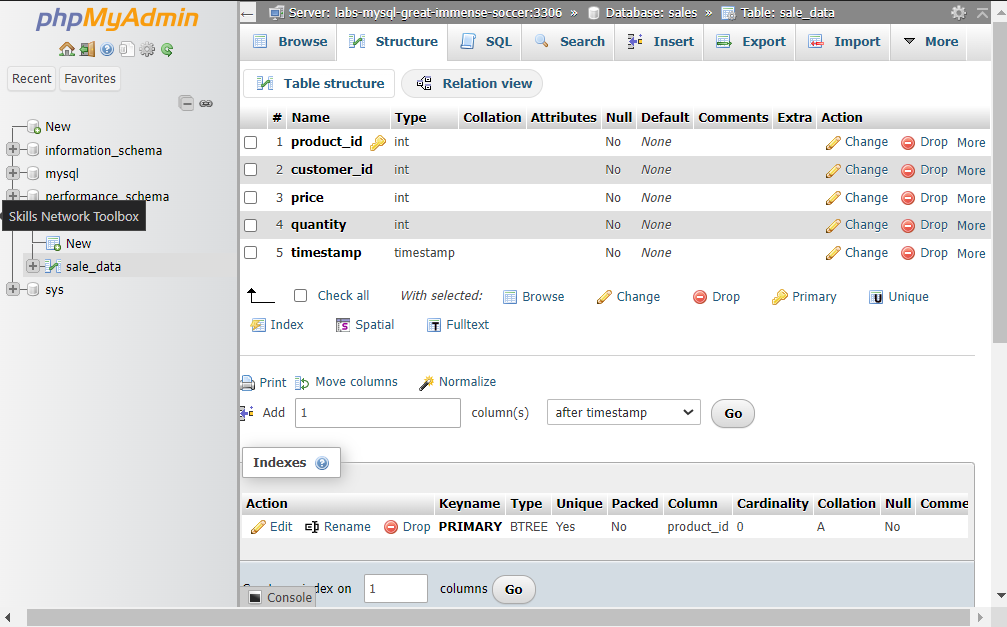 phpMyAdmin
Recent Favorites
New
information_schema
mysql
performance_schema
Skills Network Toolbox
New
sale_data
sys
Server: labs-mysql-great-immense-soccer:3306 » Database: sales » Table: sale_data
Browse Structure SQL Search Insert Export Import More
Table structure Relation view
# Name Type Collation Attributes Null Default Comments Extra Action
1 product_id int No None Change Drop More
2 customer_id int No None Change Drop More
3 price int No None Change Drop More
4 quantity int No None Change Drop More
5 timestamp timestamp No None Change Drop More
Check all With selected: Browse Change Drop Primary Unique
Index Spatial Fulltext
Print Move columns Normalize
Add 1 column(s) after timestamp Go
Indexes
Action Keyname Type Unique Packed Column Cardinality Collation Null Comme
Edit Rename Drop PRIMARY BTREE Yes No product_id 0 A No
on 1 columns Go
Console